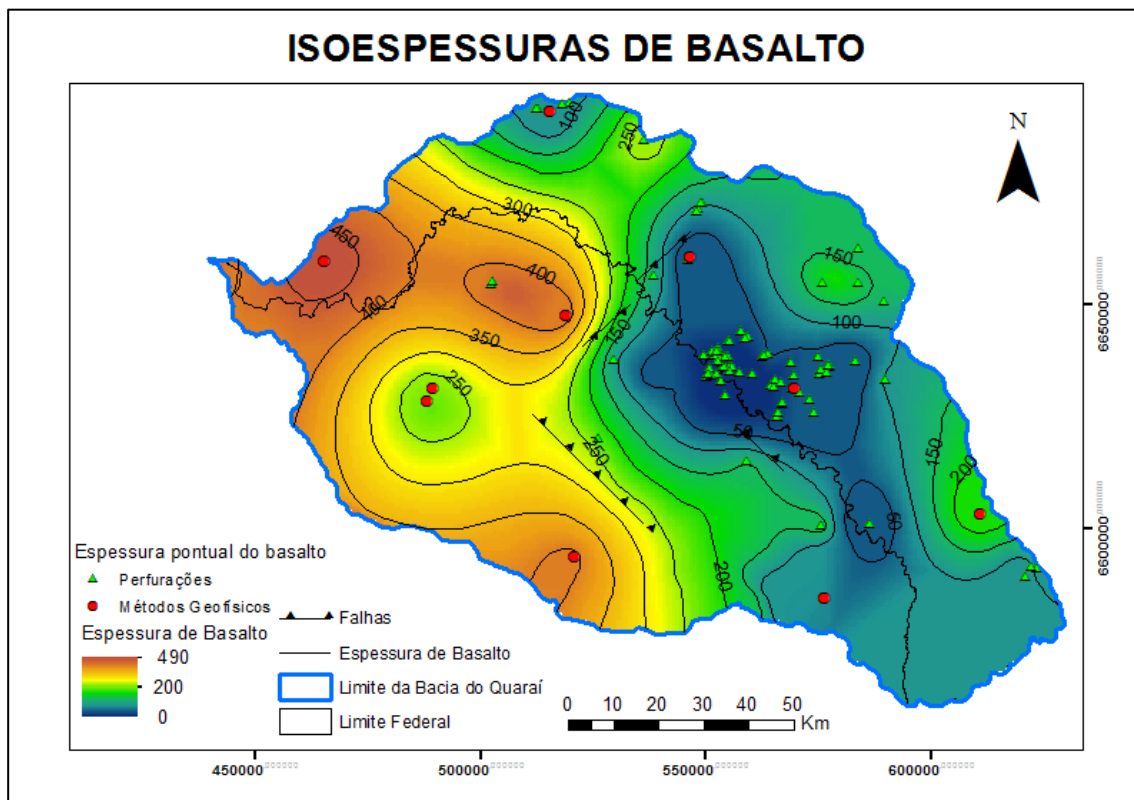 ISOESPESSURAS DE BASALTO
N
100
250
300
450
150
400
400
100
350
150
250
50
250
150
200
50
200
6650000
6600000
Espessura pontual do basalto
Perfurações
Métodos Geofísicos
Espessura de Basalto
490
200
0
Falhas
Espessura de Basalto
Limite da Bacia do Quaraí
Limite Federal
0 10 20 30 40 50
Km
450000 500000 550000 600000